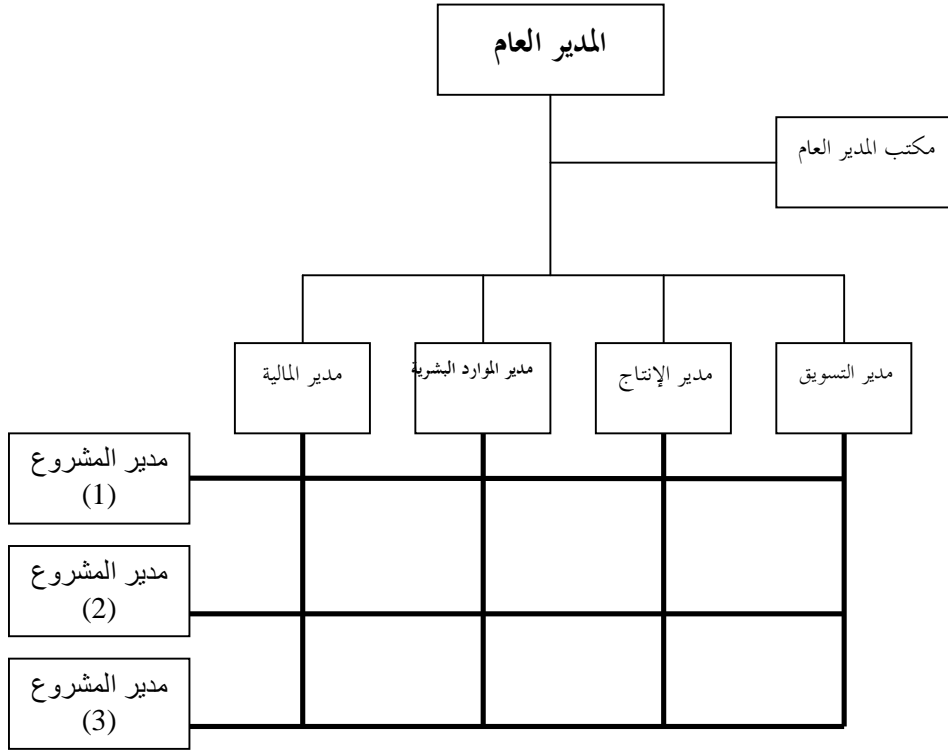 المدير العام
مكتب المدير العام
مدير التسويق
مدير الإنتاج
مدير الموارد البشرية
مدير المالية
مدير المشروع
(1)
مدير المشروع
(2)
مدير المشروع
(3)